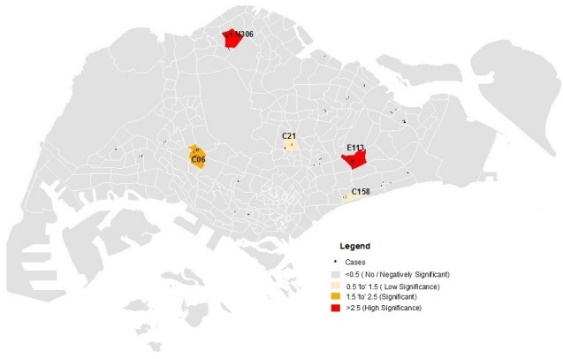 N306
C21
E113
C06
C158
Legend
Cases
<0.5 ( No / Negatively Significant)
0.5 to' 1.5 ( Low Significance)
1.5 to' 2.5 (Significant)
>2.5 (High Significance)